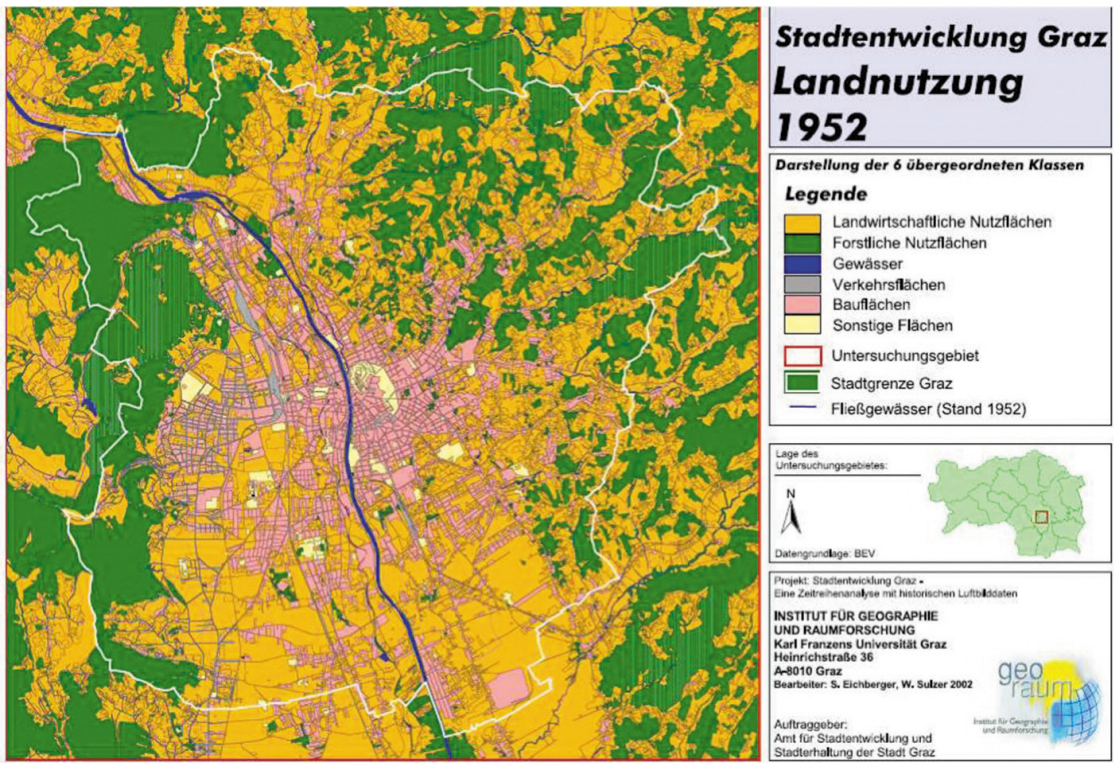 Stadtentwicklung Graz
Landnutzung
1952
Darstellung der 6 übergeordneten Klassen
Legende
Landwirtschaftliche Nutzflächen
Forstliche Nutzflächen
Gewässer
Verkehrsflächen
Bauflächen
Sonstige Flächen
Untersuchungsgebiet
Stadtgrenze Graz
Fließgewässer (Stand 1952)
Lage des
Untersuchungsgebietes:
N
Datengrundlage: BEV
Projekt: Stadtentwicklung Graz -
Eine Zeitreihenanalyse mit historischen Luftbilddaten
INSTITUT FÜR GEOGRAPHIE
UND RAUMFORSCHUNG
Karl Franzens Universität Graz
Heinrichstraße 36
A-8010 Graz
Bearbeiter: S. Eichberger, W. Sulzer 2002
geo
raum
Institut für Geographie
und Raumforschung
Auftraggeber:
Amt für Stadtentwicklung und
Stadterhaltung der Stadt Graz